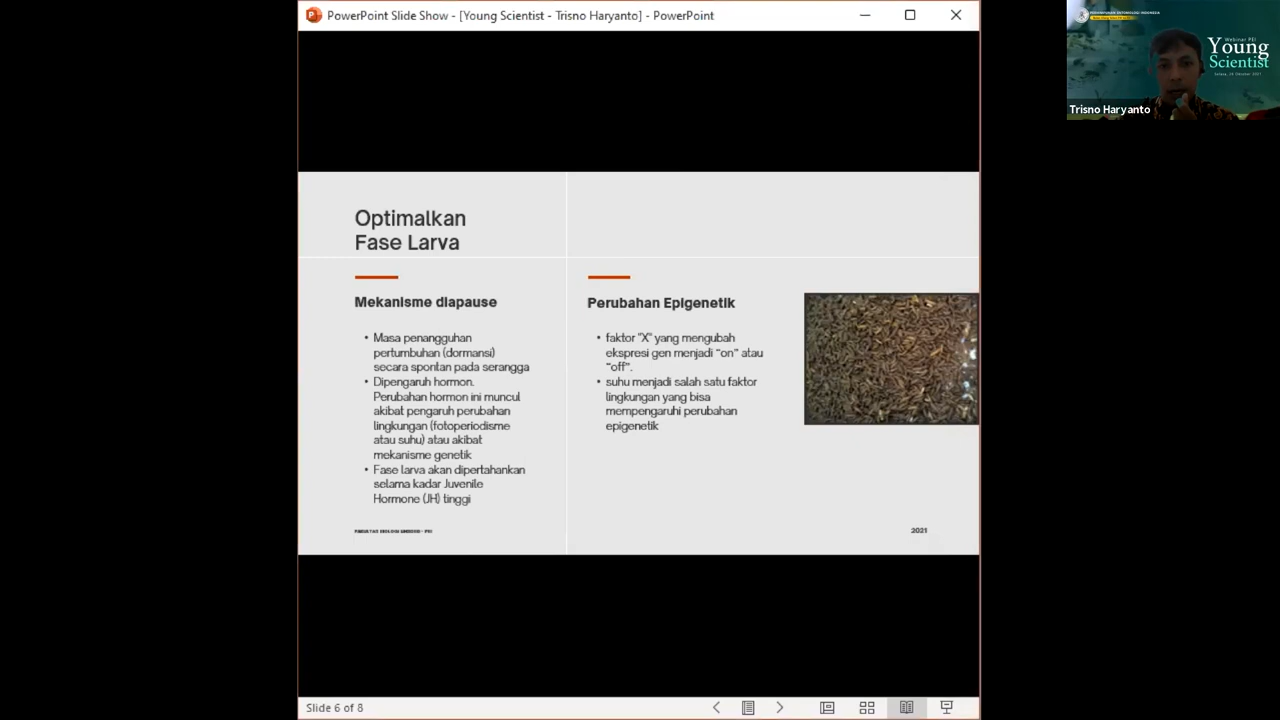 PowerPoint Slide Show - [Young Scientist - Trisno Haryanto] - PowerPoint
Webinar PEI
Young
Scientist
Trisno Haryanto
Optimalkan
Fase Larva
Mekanisme diapause
• Masa penangguhan
pertumbuhan (dormansi)
secara spontan pada serangga
• Dipengaruh hormon.
Perubahan hormon ini muncul
akibat pengaruh perubahan
lingkungan (fotoperiodisme
atau suhu) atau akibat
mekanisme genetik
• Fase larva akan dipertahankan
selama kadar Juvenile
Hormone (JH) tinggi
Perubahan Epigenetik
• faktor "X" yang mengubah
ekspresi gen menjadi "on" atau
"off".
• suhu menjadi salah satu faktor
lingkungan yang bisa
mempengaruhi perubahan
epigenetik
2021
Slide 6 of 8